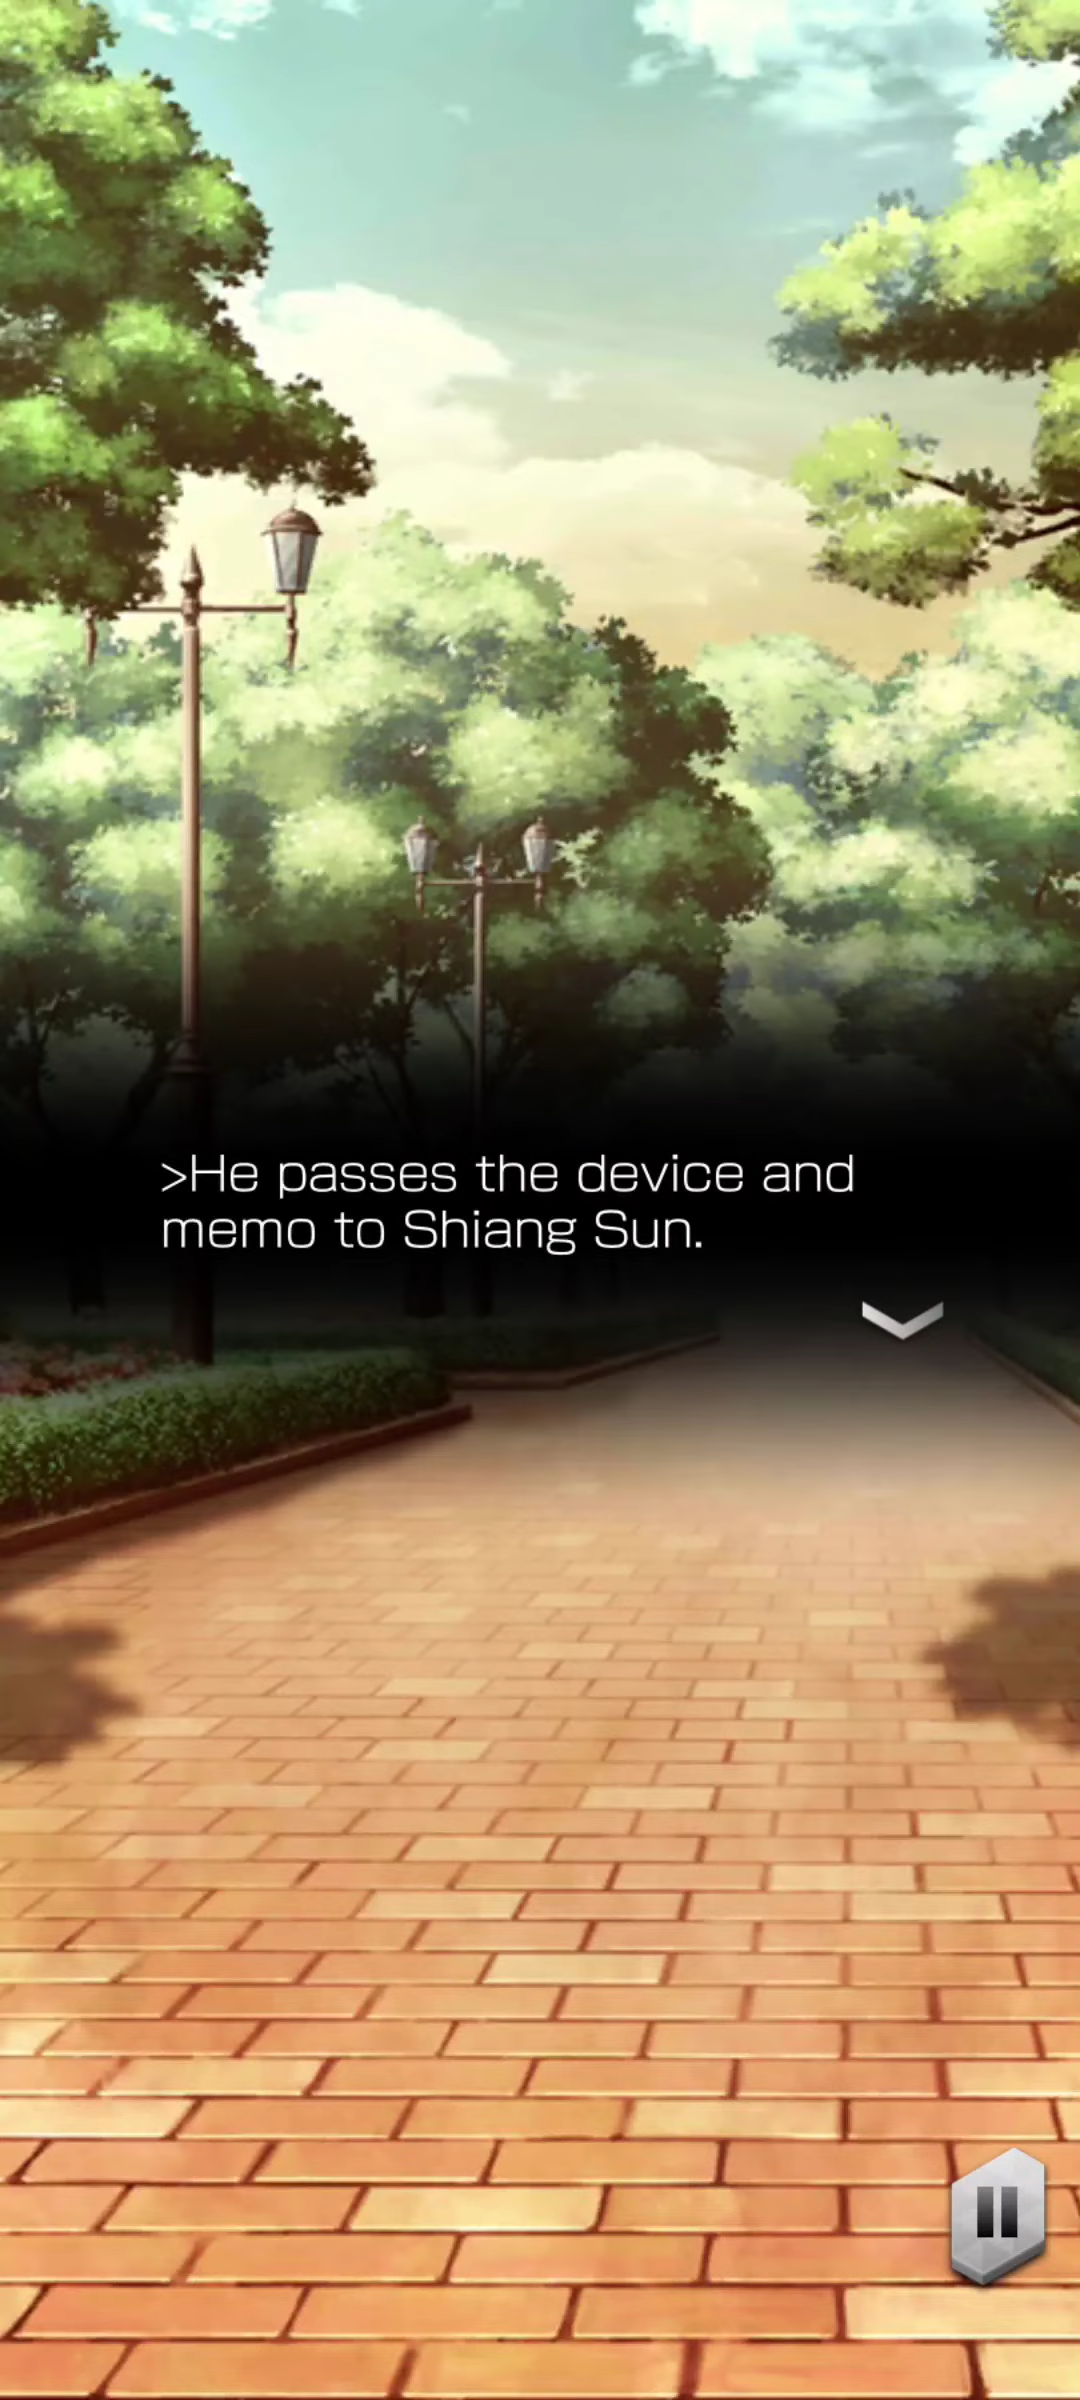 >He passes the device and
memo to Shiang Sun.